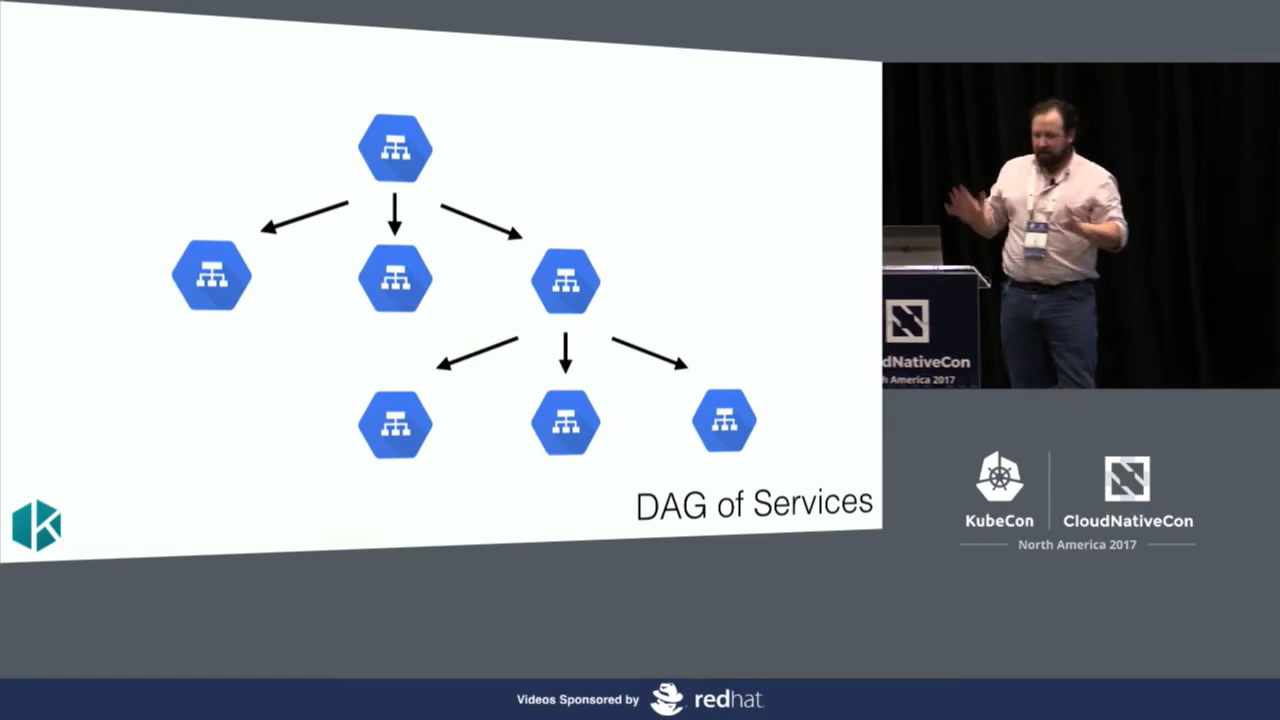 DAG of Services
dNativeCon
h America 2017
KubeCon
CloudNativeCon
North America 2017
Videos Sponsored by
redhat